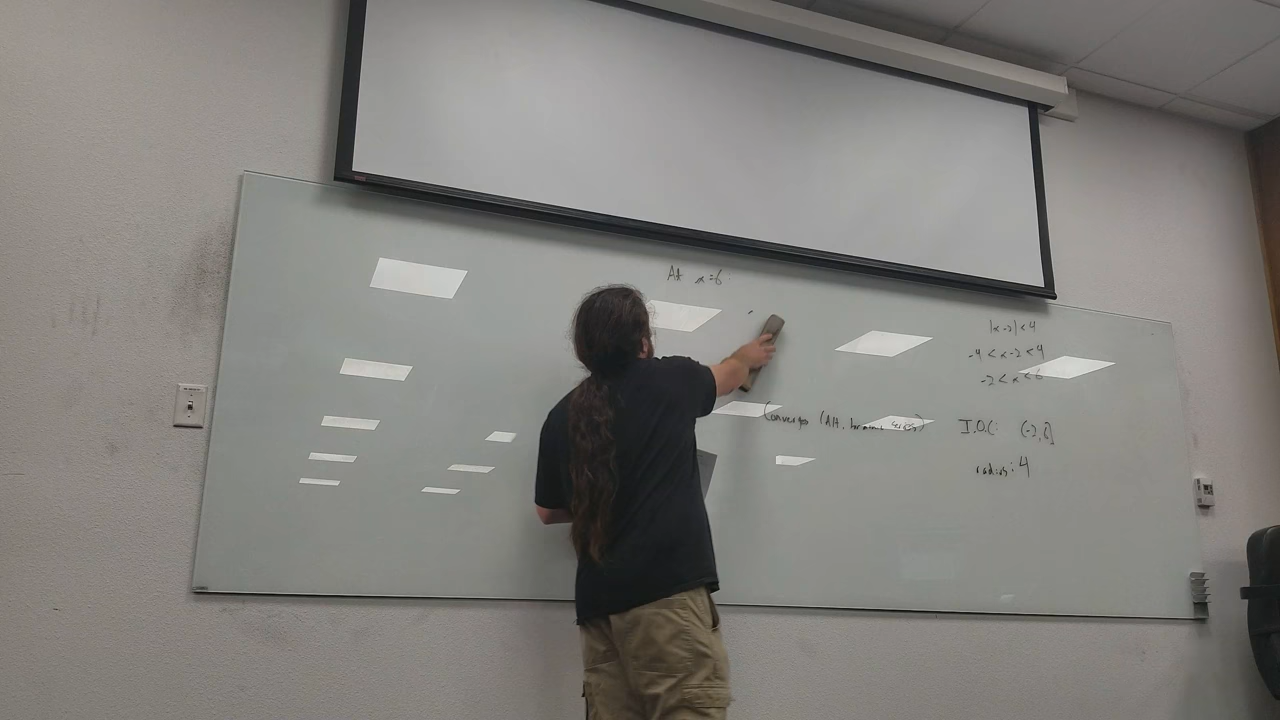 At x=6
|x-2|<4
-4<x-2<4
-2<x<6
Converges (Alt. harmonic series)
I.O.C: (-2,6]
radius: 4